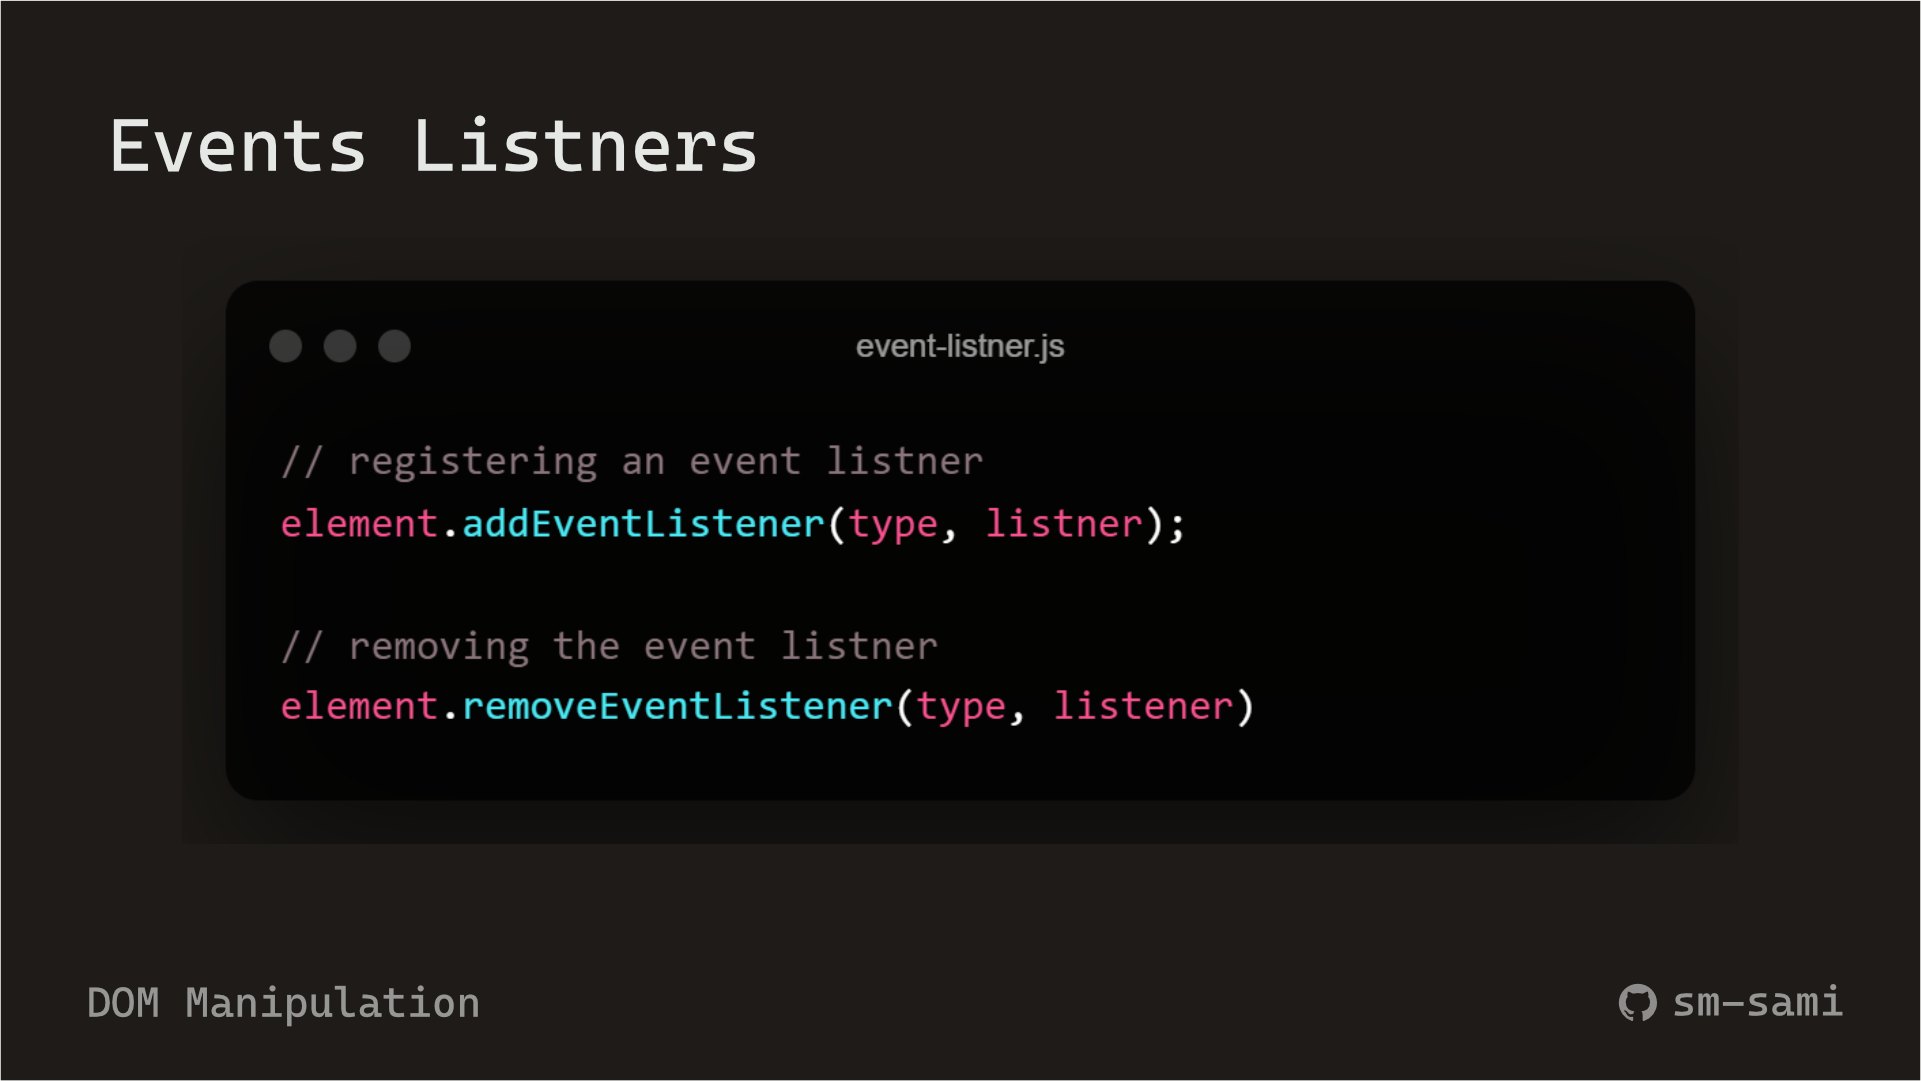 Events Listners
event-listner.js
// registering an event listner
element.addEventListener(type, listner);
// removing the event listner
element.removeEventListener(type, listener)
DOM Manipulation
sm-sami